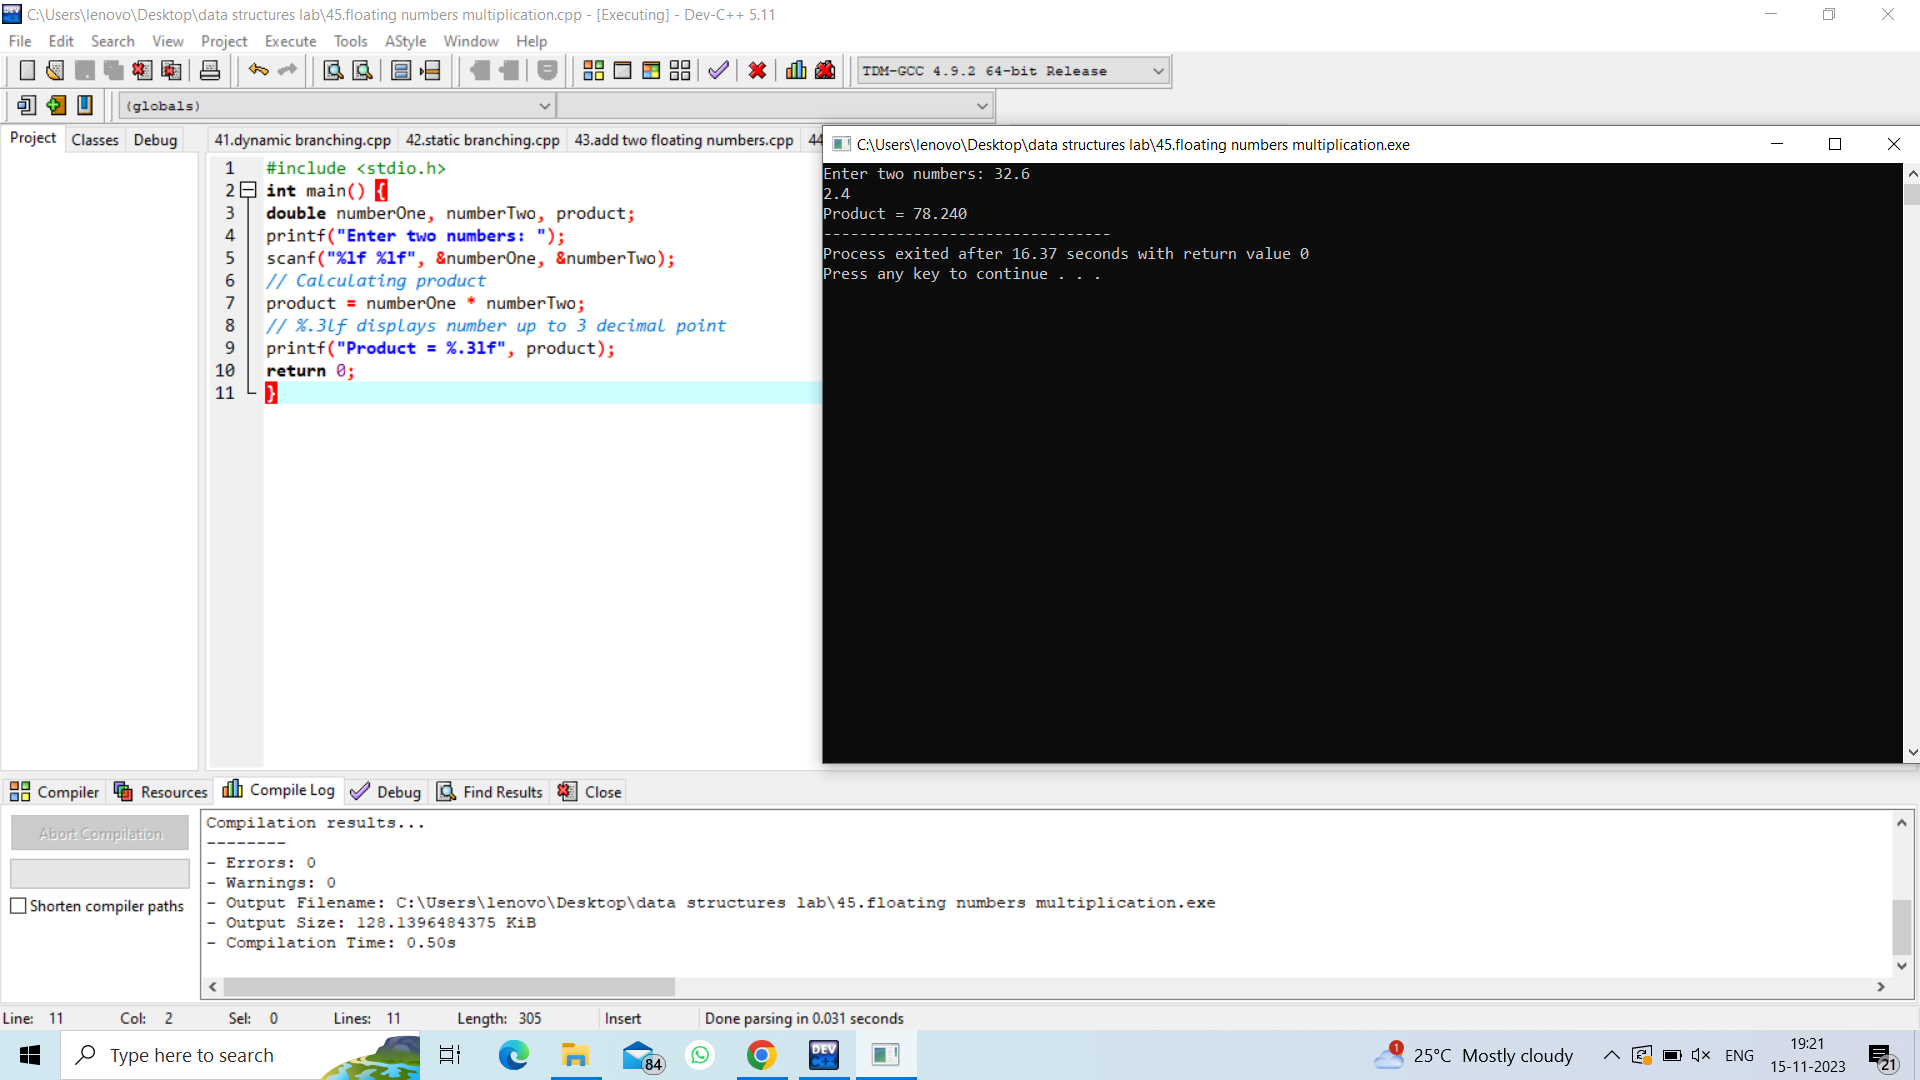 C:\Users\lenovo\Desktop\data structures lab\45.floating numbers multiplication.cpp - [Executing] - Dev-C++ 5.11
File Edit Search View Project Execute Tools AStyle Window Help
TDM-GCC 4.9.2 64-bit Release
(globals)
Project Classes Debug
41.dynamic branching.cpp 42.static branching.cpp 43.add two floating numbers.cpp 44
1 #include <stdio.h>
2 int main() {
3 double numberOne, numberTwo, product;
4 printf("Enter two numbers: ");
5 scanf("%lf %lf", &numberOne, &numberTwo);
6 // Calculating product
7 product = numberOne * numberTwo;
8 // %.3lf displays number up to 3 decimal point
9 printf("Product = %.3lf", product);
10 return 0;
11 }
C:\Users\lenovo\Desktop\data structures lab\45.floating numbers multiplication.exe
Enter two numbers: 32.6
2.4
Product = 78.240
--------------------------------
Process exited after 16.37 seconds with return value 0
Press any key to continue . . .
Compiler Resources Compile Log Debug Find Results Close
Abort Compilation
Shorten compiler paths
Compilation results...
--------
- Errors: 0
- Warnings: 0
- Output Filename: C:\Users\lenovo\Desktop\data structures lab\45.floating numbers multiplication.exe
- Output Size: 128.1396484375 KiB
- Compilation Time: 0.50s
Line: 11 Col: 2 Sel: 0 Lines: 11 Length: 305 Insert Done parsing in 0.031 seconds
Type here to search
84
DEV C++
1
25°C Mostly cloudy
ENG
19:21
15-11-2023
21